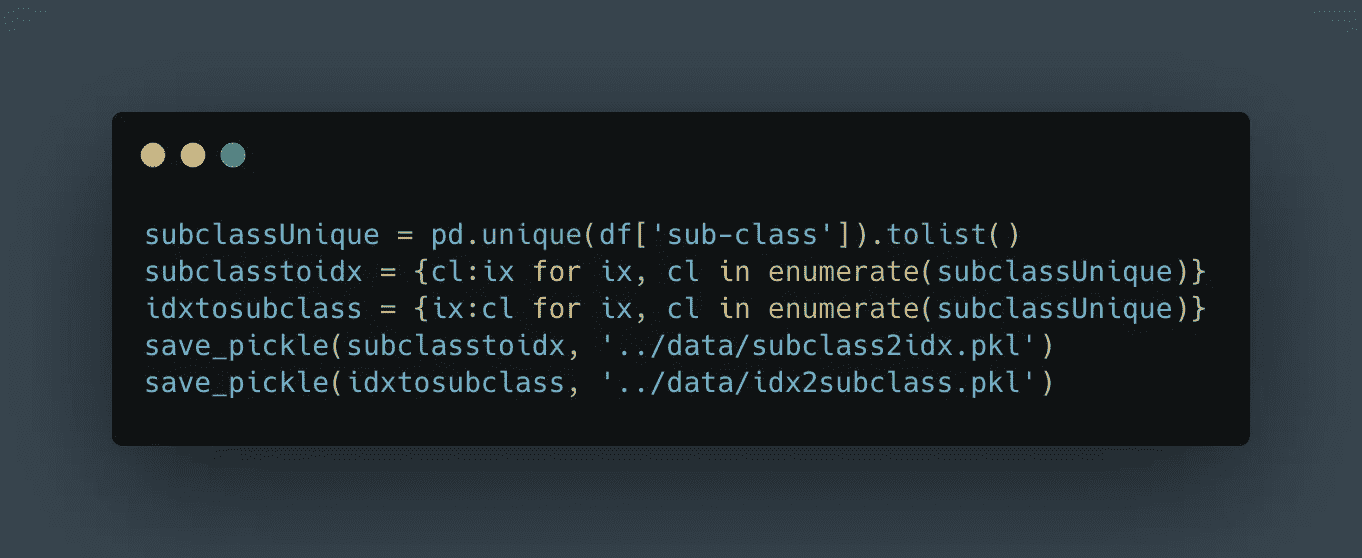 subclassUnique = pd.unique(df['sub-class']).tolist()
subclasstoidx = {cl:ix for ix, cl in enumerate(subclassUnique)}
idxtosubclass = {ix:cl for ix, cl in enumerate(subclassUnique)}
save_pickle(subclasstoidx, '../data/subclass2idx.pkl')
save_pickle(idxtosubclass, '../data/idx2subclass.pkl')